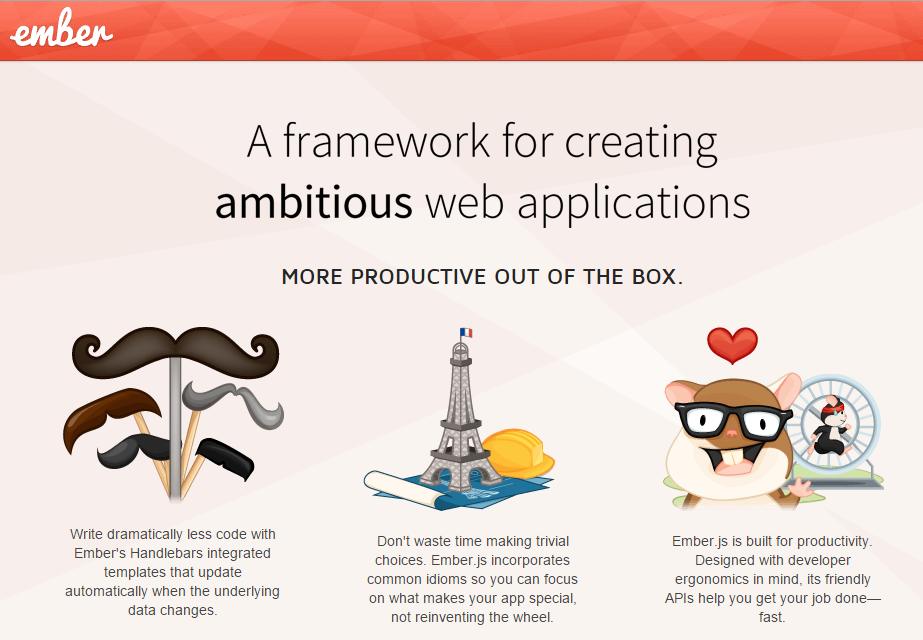 ember
A framework for creating
ambitious web applications
MORE PRODUCTIVE OUT OF THE BOX.
Write dramatically less code with
Ember's Handlebars integrated
templates that update
automatically when the underlying
data changes.
Don't waste time making trivial
choices. Ember.js incorporates
common idioms so you can focus
on what makes your app special,
not reinventing the wheel.
Ember.js is built for productivity.
Designed with developer
ergonomics in mind, its friendly
APIs help you get your job done—
fast.